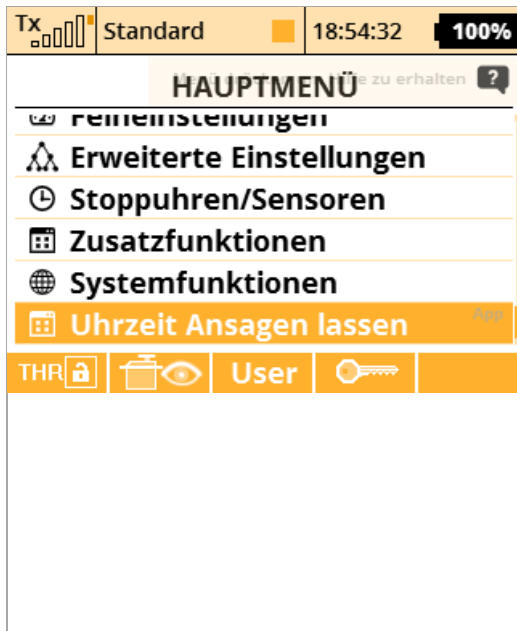 Tx Standard 18:54:32 100%
zu erhalten ?
HAUPTMENÜ
Feineinstellungen
Erweiterte Einstellungen
Stoppuhren/Sensoren
Zusatzfunktionen
Systemfunktionen
Uhrzeit Ansagen lassen App
THR User